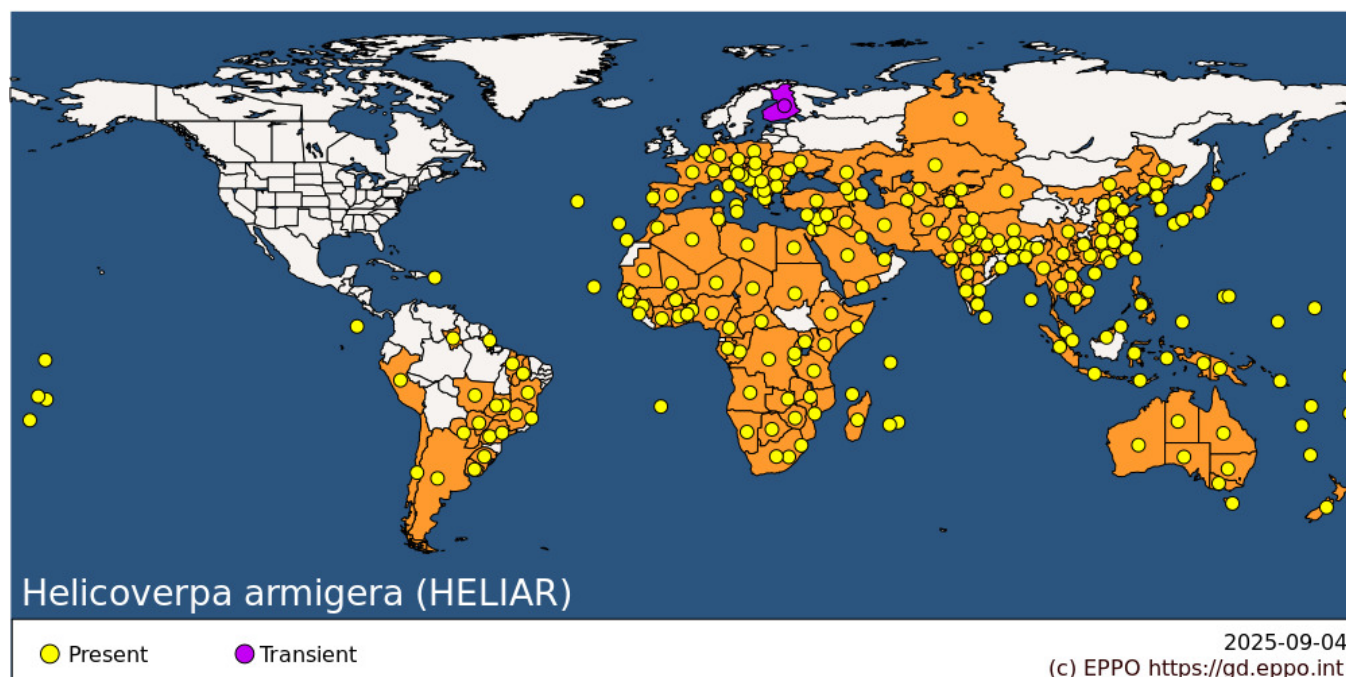 Helicoverpa armigera (HELIAR)
Present
Transient
2025-09-04
(c) EPPO https://gd.eppo.int